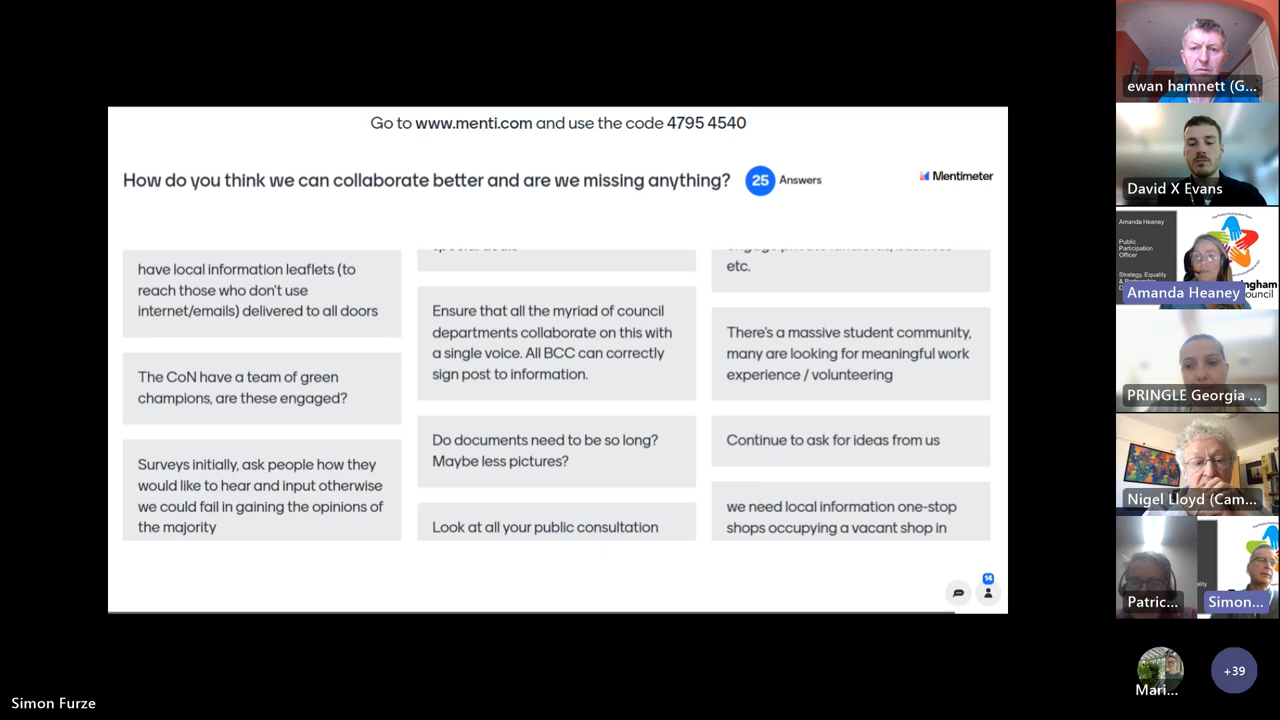 Go to www.menti.com and use the code 4795 4540
How do you think we can collaborate better and are we missing anything?
25 Answers
Mentimeter
have local information leaflets (to
reach those who don't use
internet/emails) delivered to all doors
The CoN have a team of green
champions, are these engaged?
Surveys initially, ask people how they
would like to hear and input otherwise
we could fail in gaining the opinions of
the majority
Ensure that all the myriad of council
departments collaborate on this with
a single voice. All BCC can correctly
sign post to information.
Do documents need to be so long?
Maybe less pictures?
Look at all your public consultation
etc.
There's a massive student community,
many are looking for meaningful work
experience / volunteering
Continue to ask for ideas from us
we need local information one-stop
shops occupying a vacant shop in
14
ewan hamnett (G...
David X Evans
Amanda Heaney
Public
Participation
Officer
Strategy, Equality
Amanda Heaney
ngham
ouncil
PRINGLE Georgia ...
Nigel Lloyd (Cam...
Patric...
Simon...
Mari...
+39
Simon Furze